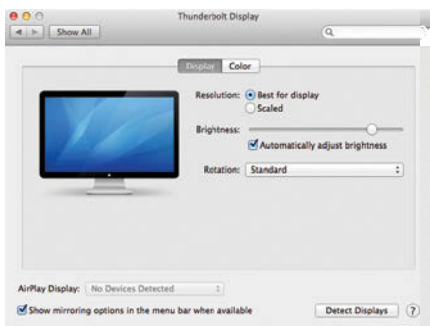 Thunderbolt Display
Show All
Display Color
Resolution: Best for display
Scaled
Brightness:
Automatically adjust brightness
Rotation: Standard
AirPlay Display: No Devices Detected
Show mirroring options in the menu bar when available
Detect Displays ?